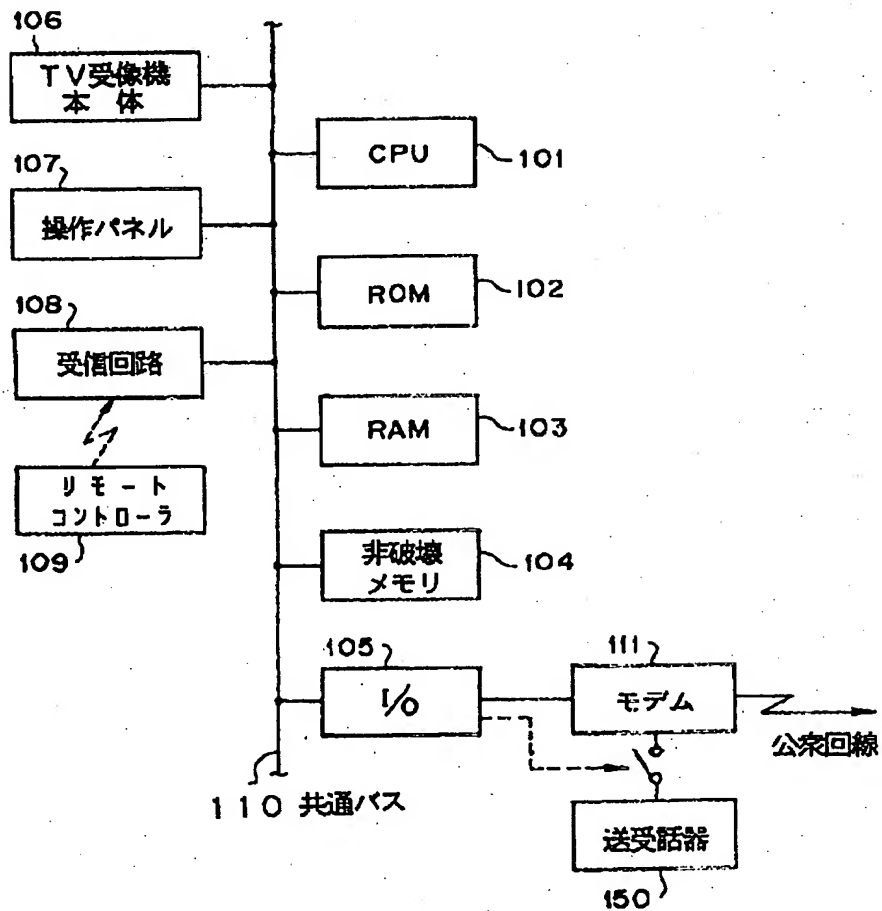 106
TV受像機
本 体
CPU
101
107
操作パネル
ROM
102
108
受信回路
RAM
103
リモート
コントローラ
109
非破壊
メモリ
104
105
I/O
111
モデム
公衆回線
110 共通バス
送受話器
150